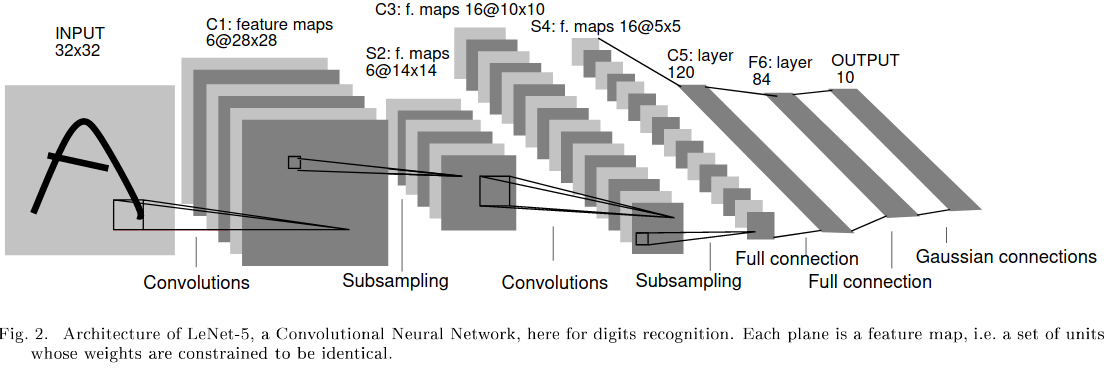 INPUT
32x32
C1: feature maps
6@28x28
S2: f. maps
6@14x14
C3: f. maps 16@10x10
S4: f. maps 16@5x5
C5: layer
120
F6: layer
84
OUTPUT
10
Convolutions
Subsampling
Convolutions
Subsampling
Full connection
Full connection
Gaussian connections
Fig. 2. Architecture of LeNet-5, a Convolutional Neural Network, here for digits recognition. Each plane is a feature map, i.e. a set of units
whose weights are constrained to be identical.